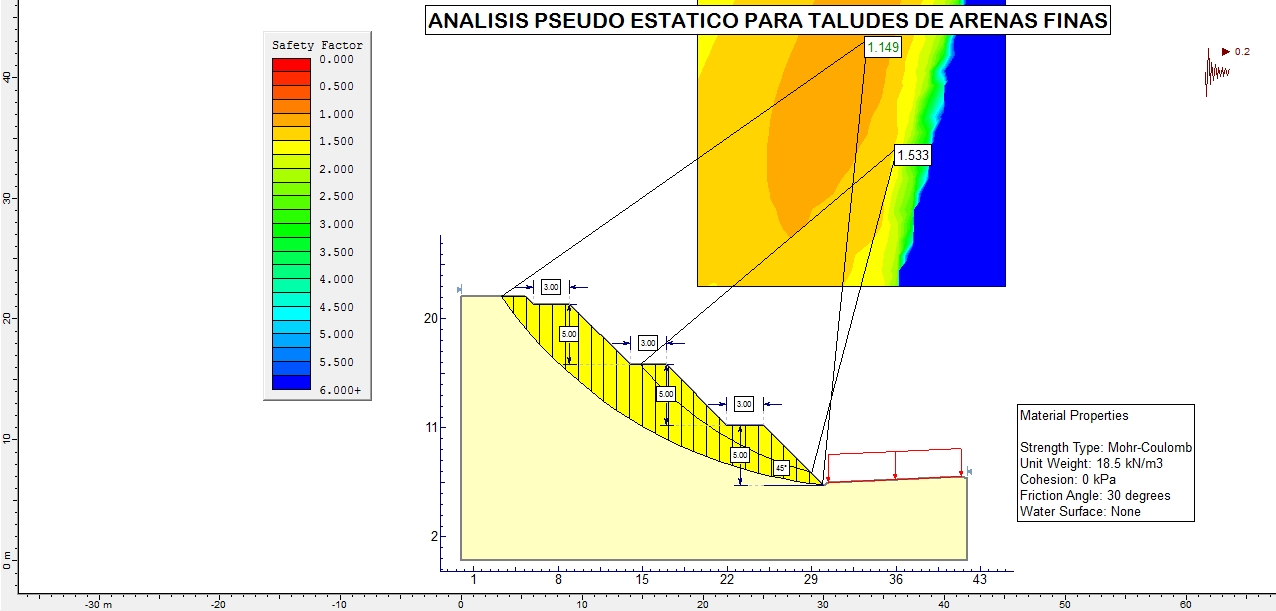 ANALISIS PSEUDO ESTATICO PARA TALUDES DE ARENAS FINAS
Safety Factor
0.000
0.500
1.000
1.500
2.000
2.500
3.000
3.500
4.000
4.500
5.000
5.500
6.000+
1.149
1.533
0.2
3.00
5.00
3.00
5.00
3.00
5.00
45°
Material Properties
Strength Type: Mohr-Coulomb
Unit Weight: 18.5 kN/m3
Cohesion: 0 kPa
Friction Angle: 30 degrees
Water Surface: None
20
11
2
1 8 15 22 29 36 43
40
30
20
10
0 m
-30 m -20 -10 0 10 20 30 40 50 60